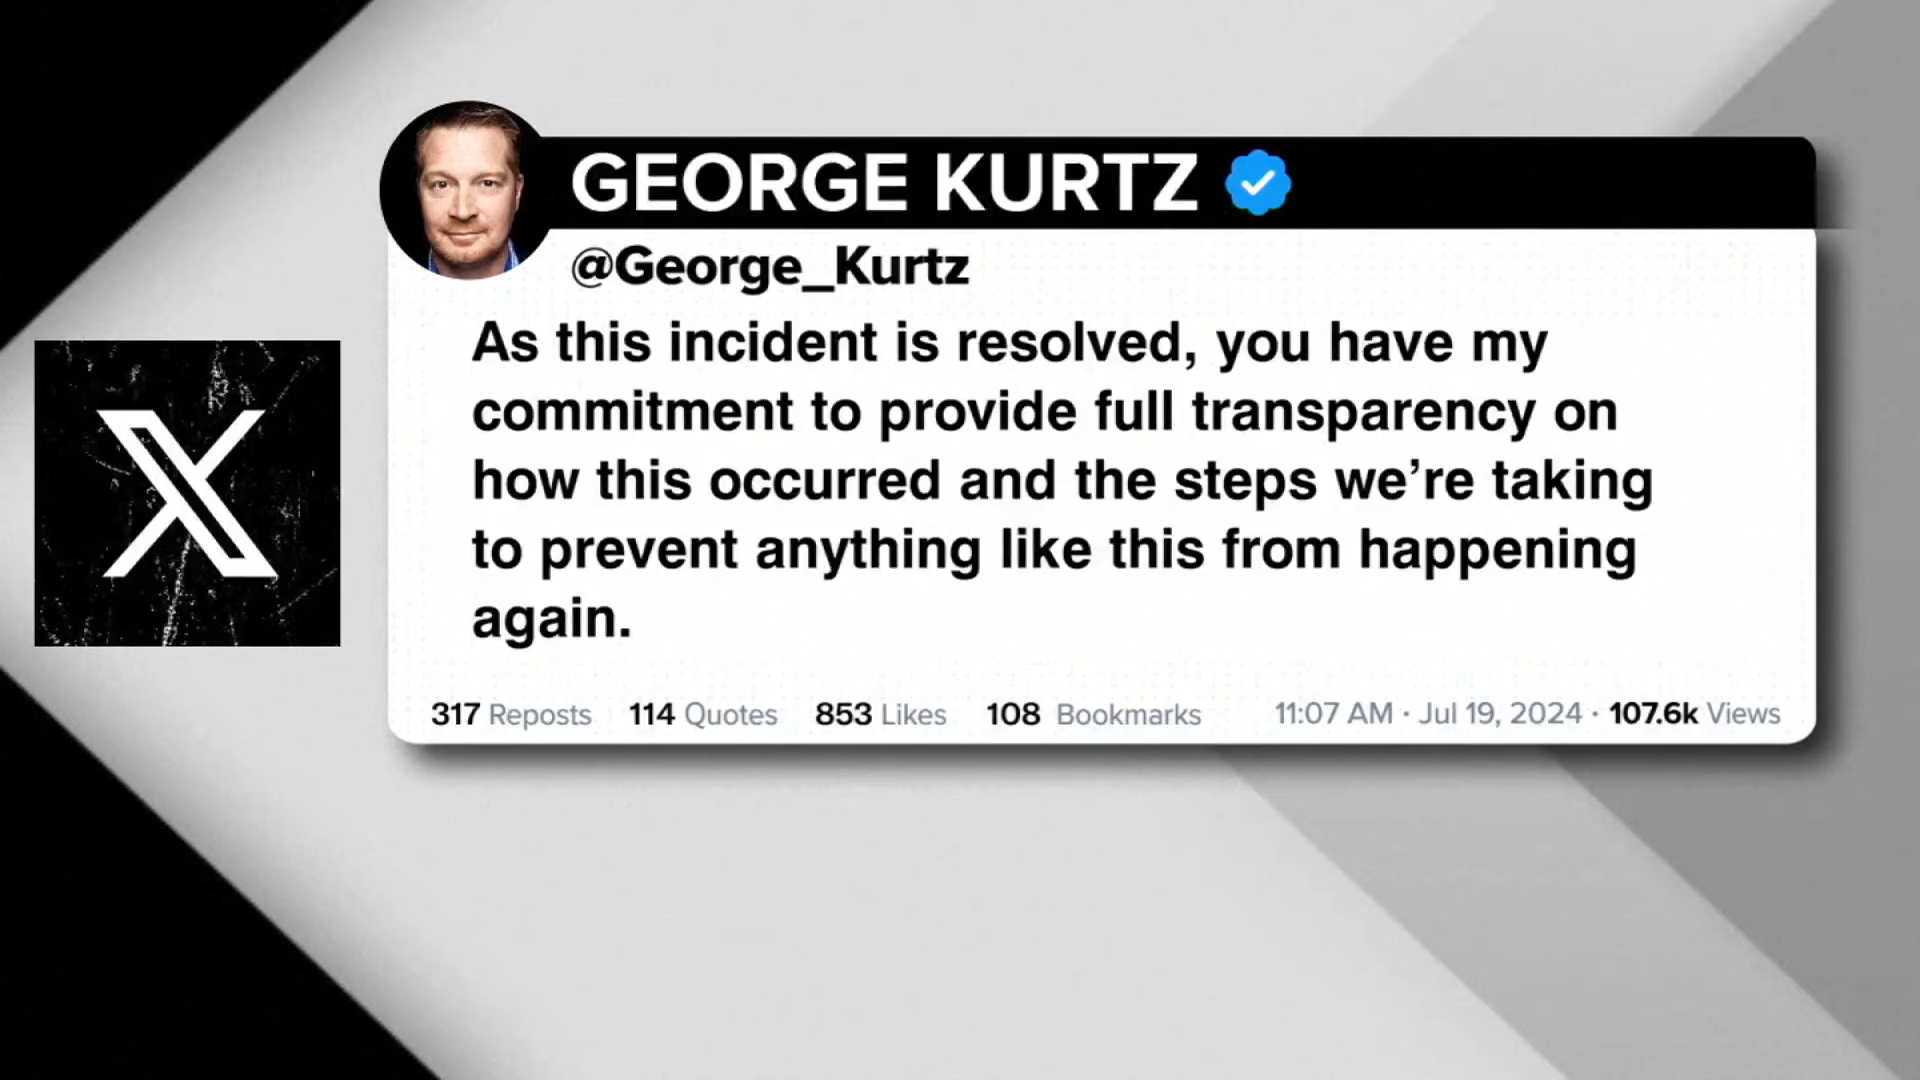 GEORGE KURTZ
@George_Kurtz
As this incident is resolved, you have my
commitment to provide full transparency on
how this occurred and the steps we’re taking
to prevent anything like this from happening
again.
317 Reposts 114 Quotes 853 Likes 108 Bookmarks 11:07 AM · Jul 19, 2024 · 107.6k Views